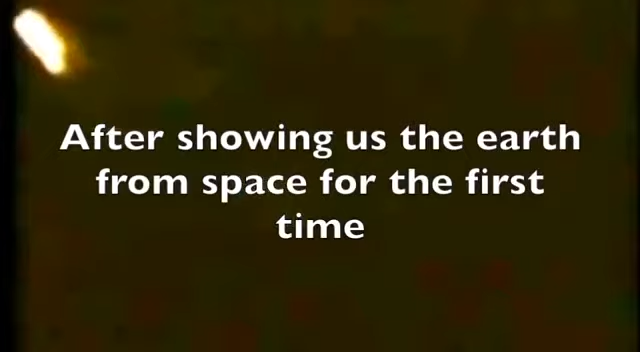 After showing us the earth
from space for the first
time